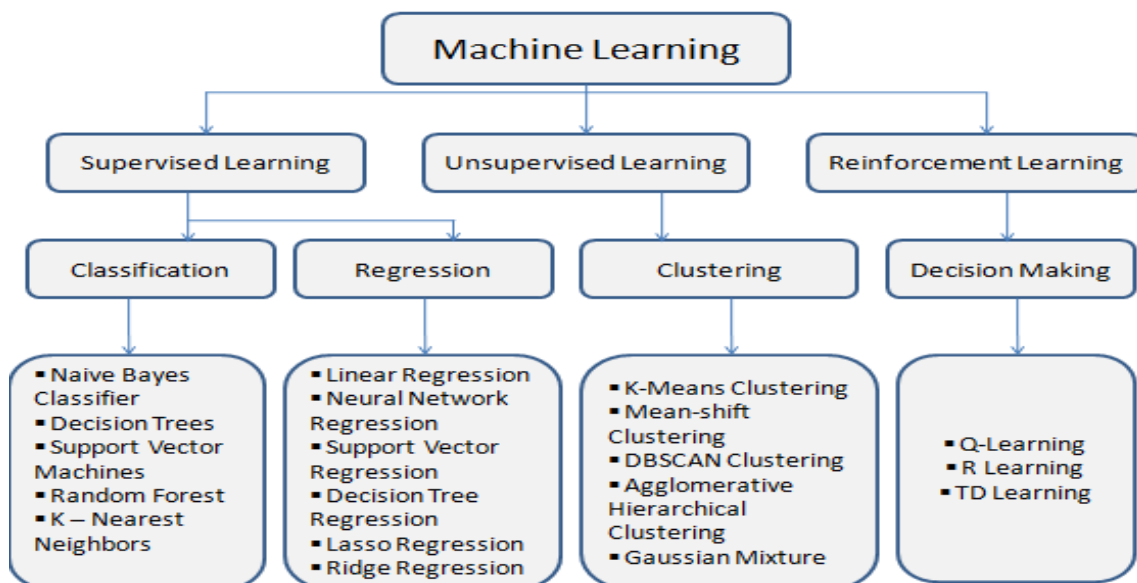 Machine Learning
Supervised Learning
Unsupervised Learning
Reinforcement Learning
Classification
Regression
Clustering
Decision Making
▪ Naive Bayes
Classifier
▪ Decision Trees
▪ Support Vector
Machines
▪ Random Forest
▪ K – Nearest
Neighbors
▪ Linear Regression
▪ Neural Network
Regression
▪ Support Vector
Regression
▪ Decision Tree
Regression
▪ Lasso Regression
▪ Ridge Regression
▪ K-Means Clustering
▪ Mean-shift
Clustering
▪ DBSCAN Clustering
▪ Agglomerative
Hierarchical
Clustering
▪ Gaussian Mixture
▪ Q-Learning
▪ R Learning
▪ TD Learning